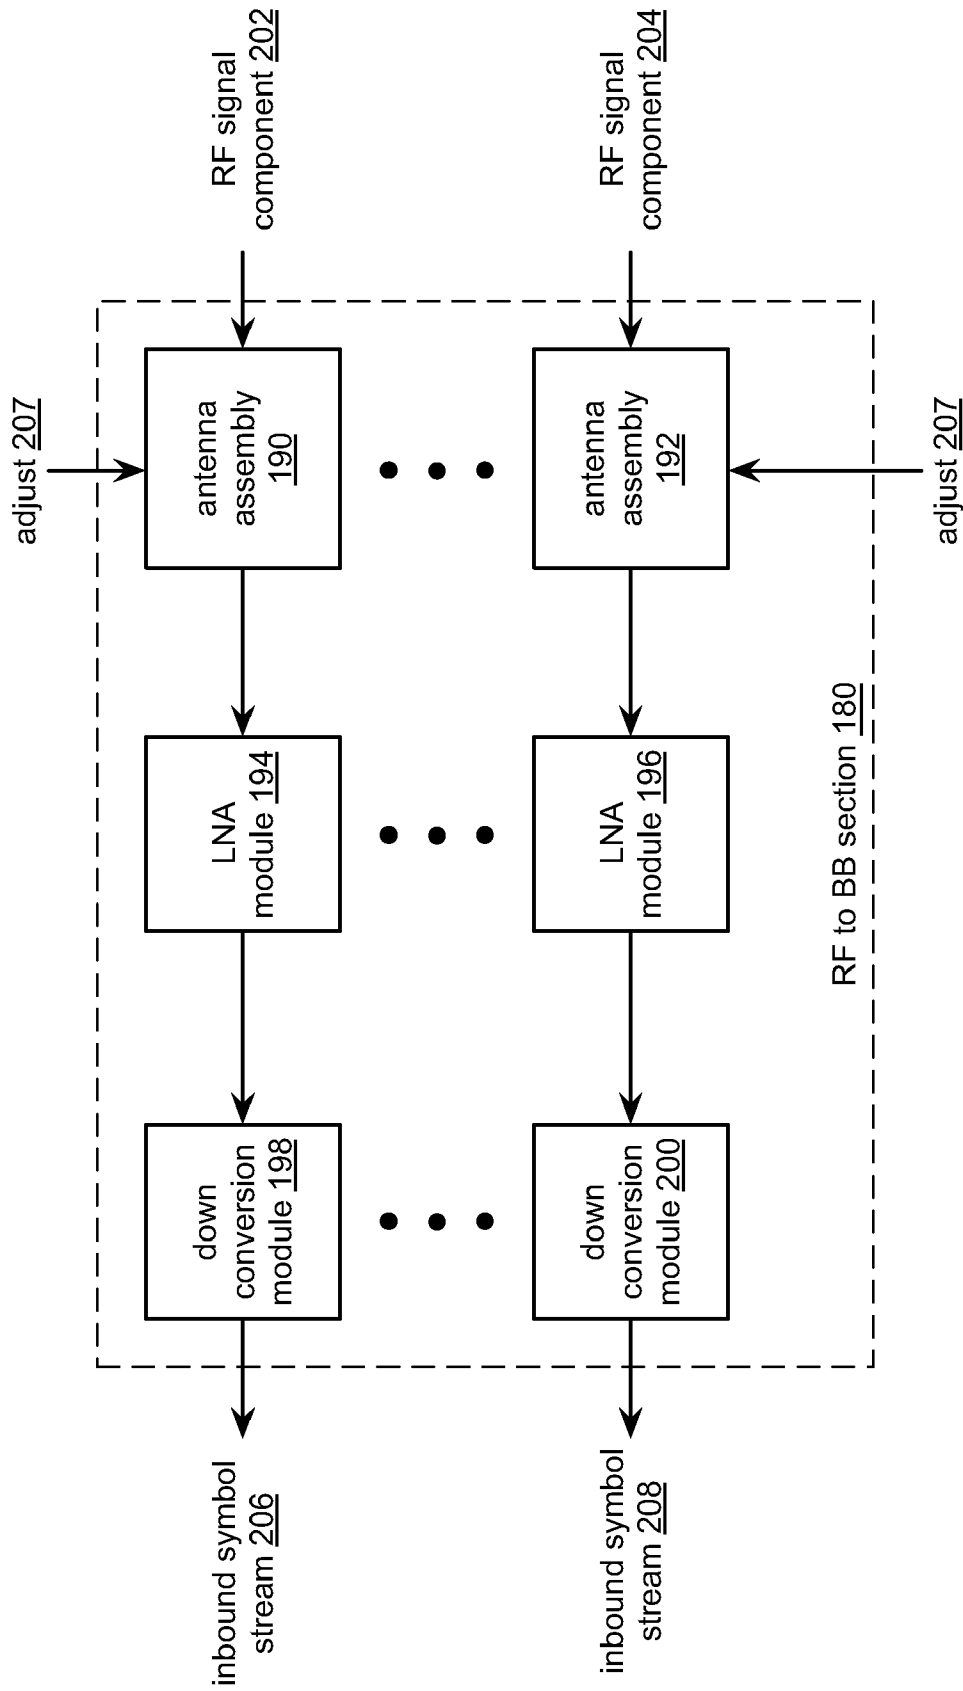 adjust 207
RF signal
component 202
antenna
assembly
190
LNA
module 194
down
conversion
module 198
inbound symbol
stream 206
RF signal
component 204
antenna
assembly
192
LNA
module 196
down
conversion
module 200
inbound symbol
stream 208
RF to BB section 180
adjust 207